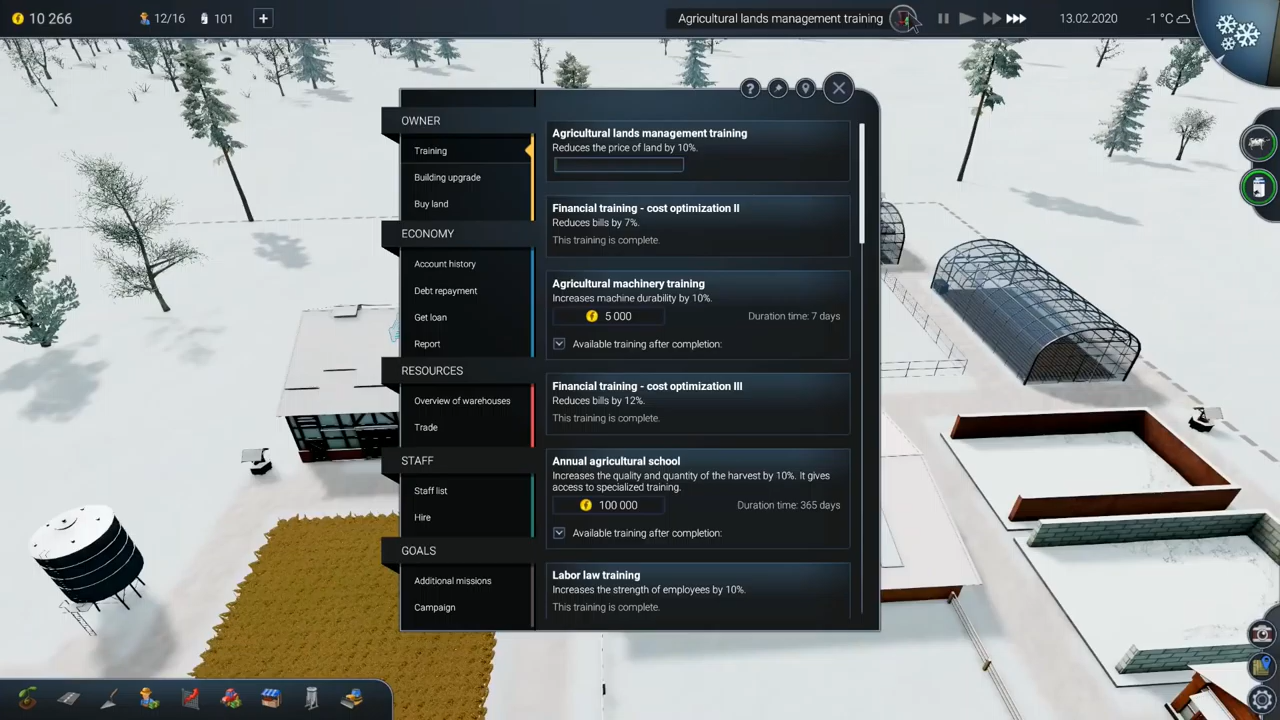 10 266
12/16
101
+
Agricultural lands management training
13.02.2020
-1 °C
?
OWNER
Training
Building upgrade
Buy land
ECONOMY
Account history
Debt repayment
Get loan
Report
RESOURCES
Overview of warehouses
Trade
STAFF
Staff list
Hire
GOALS
Additional missions
Campaign
Agricultural lands management training
Reduces the price of land by 10%.
Financial training - cost optimization II
Reduces bills by 7%.
This training is complete.
Agricultural machinery training
Increases machine durability by 10%.
5 000
Duration time: 7 days
Available training after completion:
Financial training - cost optimization III
Reduces bills by 12%.
This training is complete.
Annual agricultural school
Increases the quality and quantity of the harvest by 10%. It gives
access to specialized training.
100 000
Duration time: 365 days
Available training after completion:
Labor law training
Increases the strength of employees by 10%.
This training is complete.